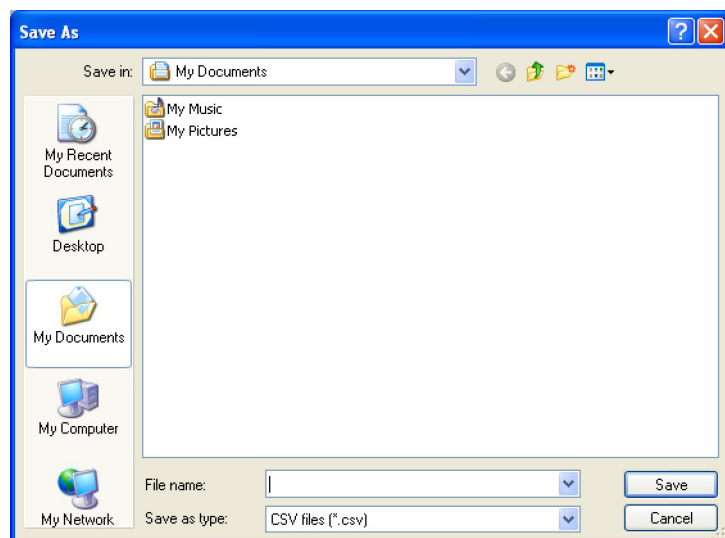 Save As
Save in:
My Documents
My Recent
Documents
Desktop
My Documents
My Computer
My Network
My Music
My Pictures
File name:
Save
Save as type:
CSV files (*.csv)
Cancel